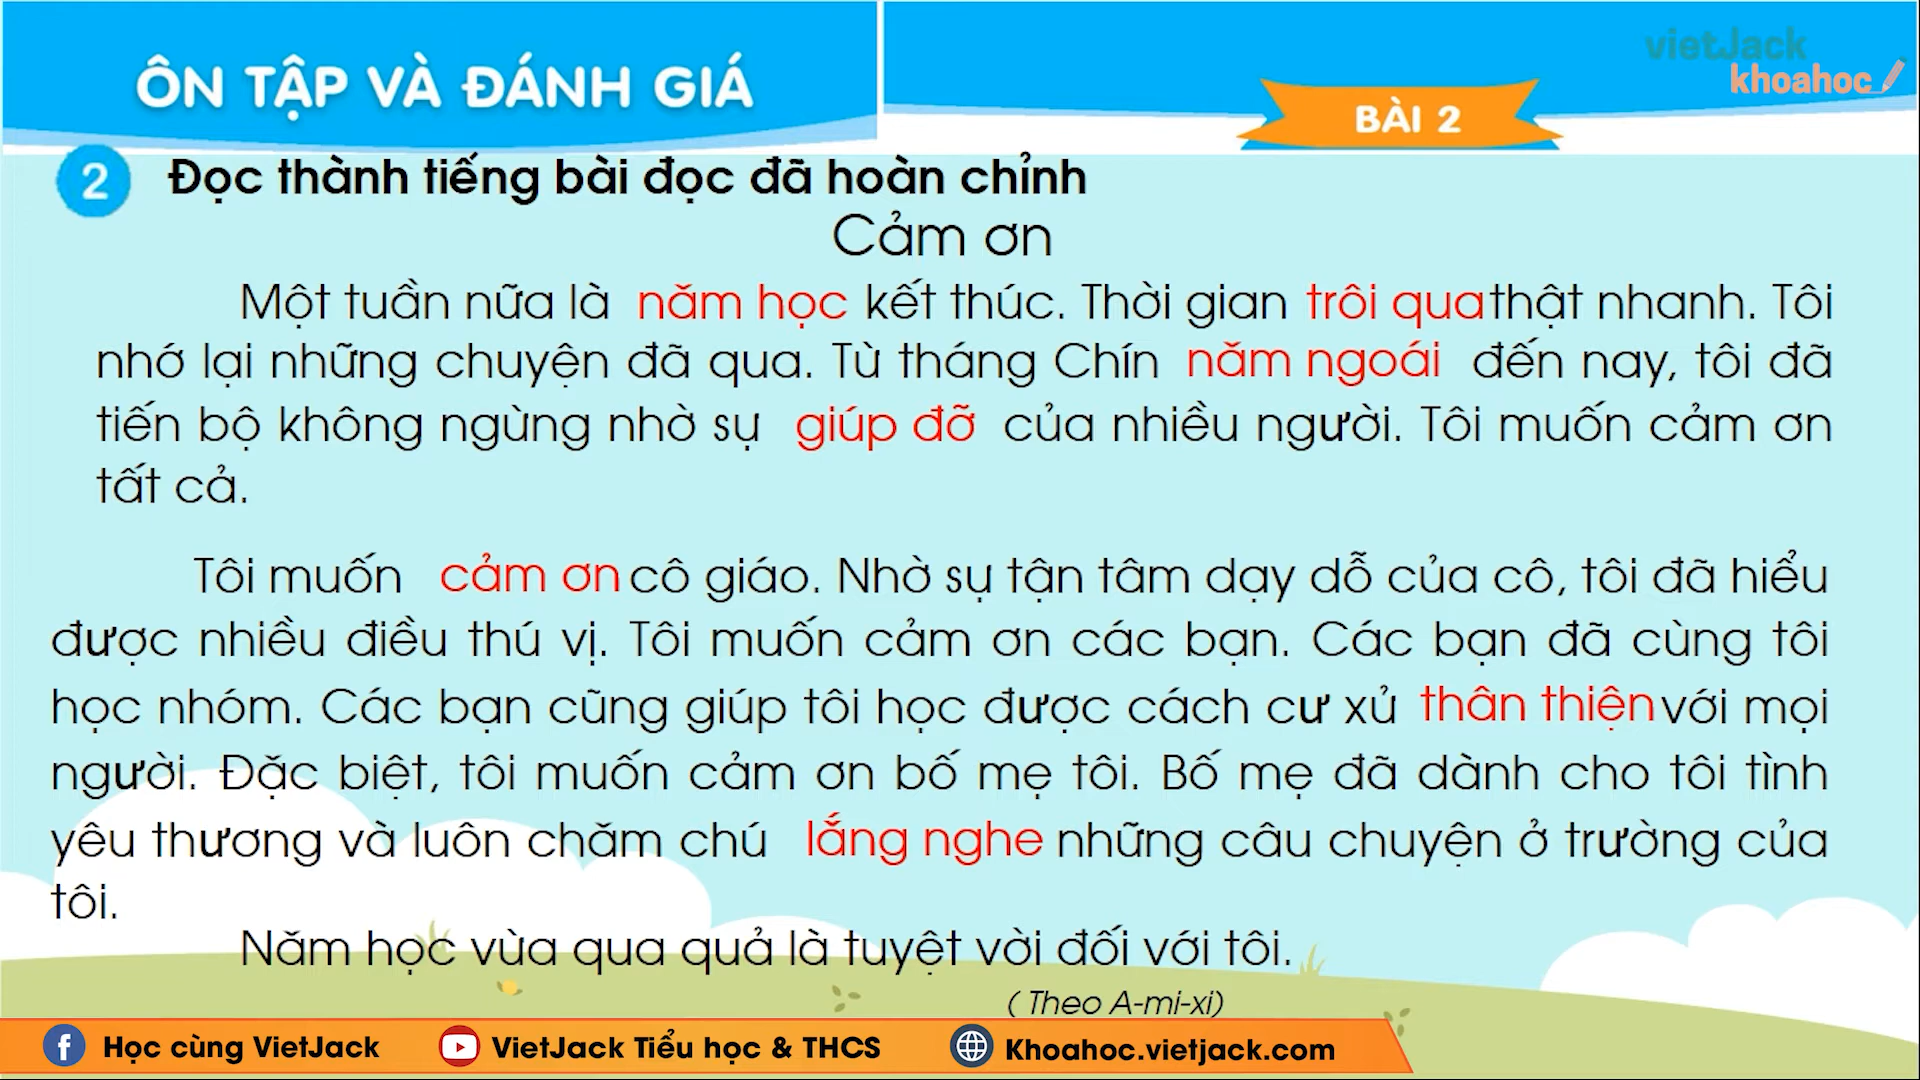 vietJack
khoahoc
ÔN TẬP VÀ ĐÁNH GIÁ
BÀI 2
2 Đọc thành tiếng bài đọc đã hoàn chỉnh
Cảm ơn
Một tuần nữa là năm học kết thúc. Thời gian trôi qua thật nhanh. Tôi
nhớ lại những chuyện đã qua. Từ tháng Chín năm ngoái đến nay, tôi đã
tiến bộ không ngừng nhờ sự giúp đỡ của nhiều người. Tôi muốn cảm ơn
tất cả.
Tôi muốn cảm ơn cô giáo. Nhờ sự tận tâm dạy dỗ của cô, tôi đã hiểu
được nhiều điều thú vị. Tôi muốn cảm ơn các bạn. Các bạn đã cùng tôi
học nhóm. Các bạn cũng giúp tôi học được cách cư xử thân thiện với mọi
người. Đặc biệt, tôi muốn cảm ơn bố mẹ tôi. Bố mẹ đã dành cho tôi tình
yêu thương và luôn chăm chú lắng nghe những câu chuyện ở trường của
tôi.
Năm học vừa qua quả là tuyệt vời đối với tôi.
( Theo A-mi-xi)
Học cùng VietJack VietJack Tiểu học & THCS Khoahoc.vietjack.com